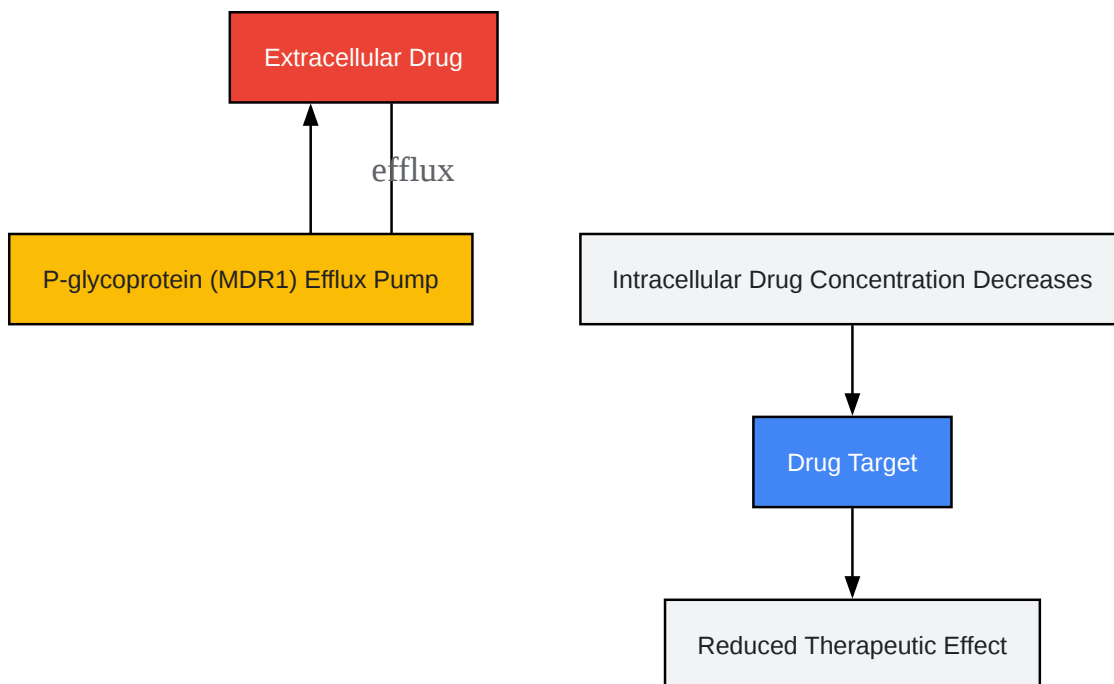 Extracellular Drug
efflux
P-glycoprotein (MDR1) Efflux Pump
Intracellular Drug Concentration Decreases
Drug Target
Reduced Therapeutic Effect